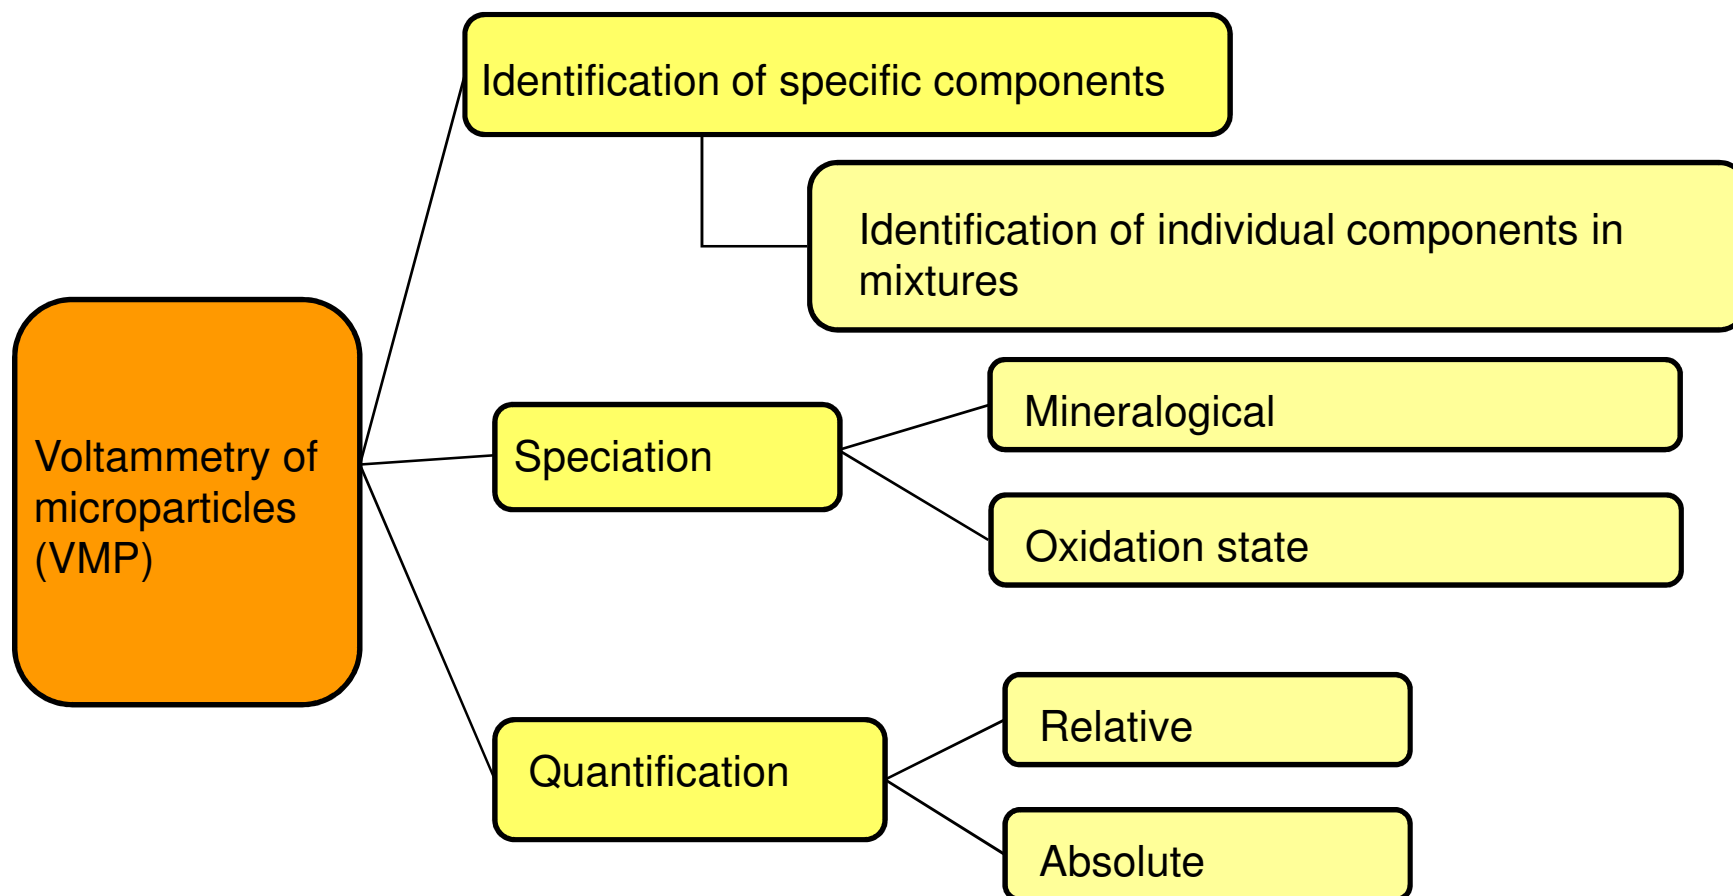 Identification of specific components
Identification of individual components in
mixtures
Voltammetry of
microparticles
(VMP)
Speciation
Mineralogical
Oxidation state
Quantification
Relative
Absolute